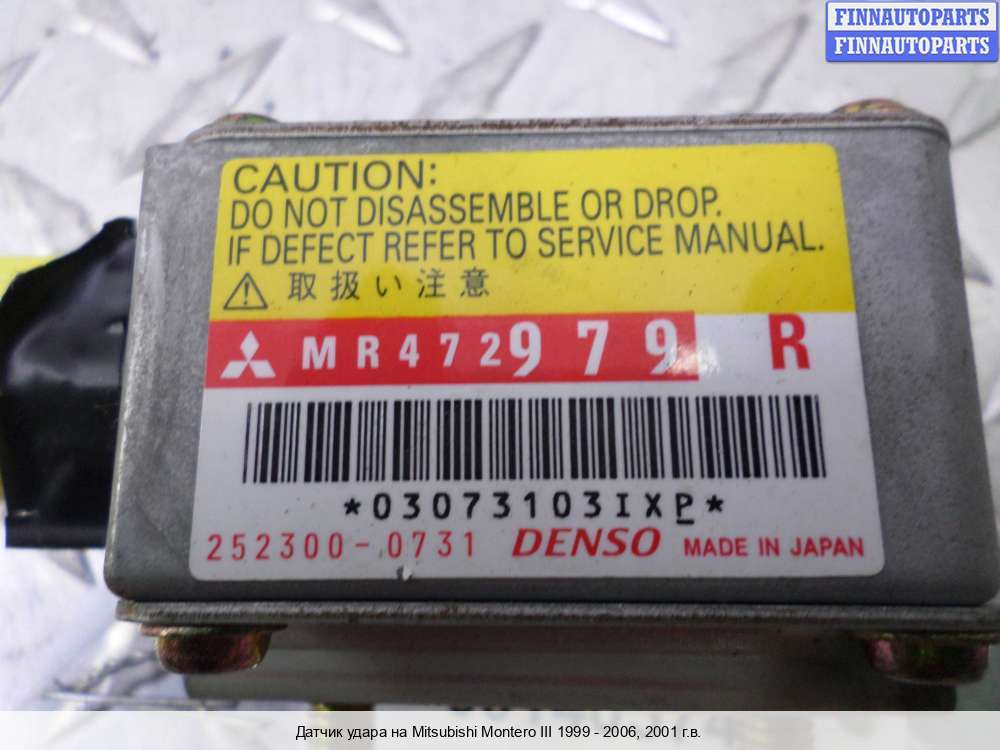 FINNAUTOPARTS
FINNAUTOPARTS
CAUTION:
DO NOT DISASSEMBLE OR DROP.
IF DEFECT REFER TO SERVICE MANUAL.
取扱い注意
MR472979 R
*03073103IXP*
252300-0731 DENSO MADE IN JAPAN
Датчик удара на Mitsubishi Montero III 1999 - 2006, 2001 г.в.